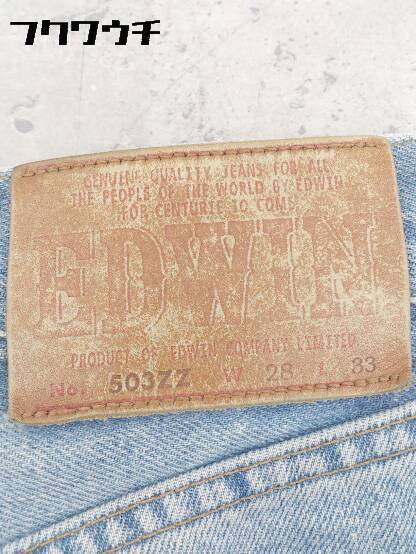 フクワウチ
GENUINE QUALITY JEANS FOR ALL
THE PEOPLE OF THE WORLD BY EDWIN
FOR CENTURIE TO COME
EDWIN
PRODUCT OF EDWIN COMPANY LIMITED
No. 503ZZ W 28 L 33